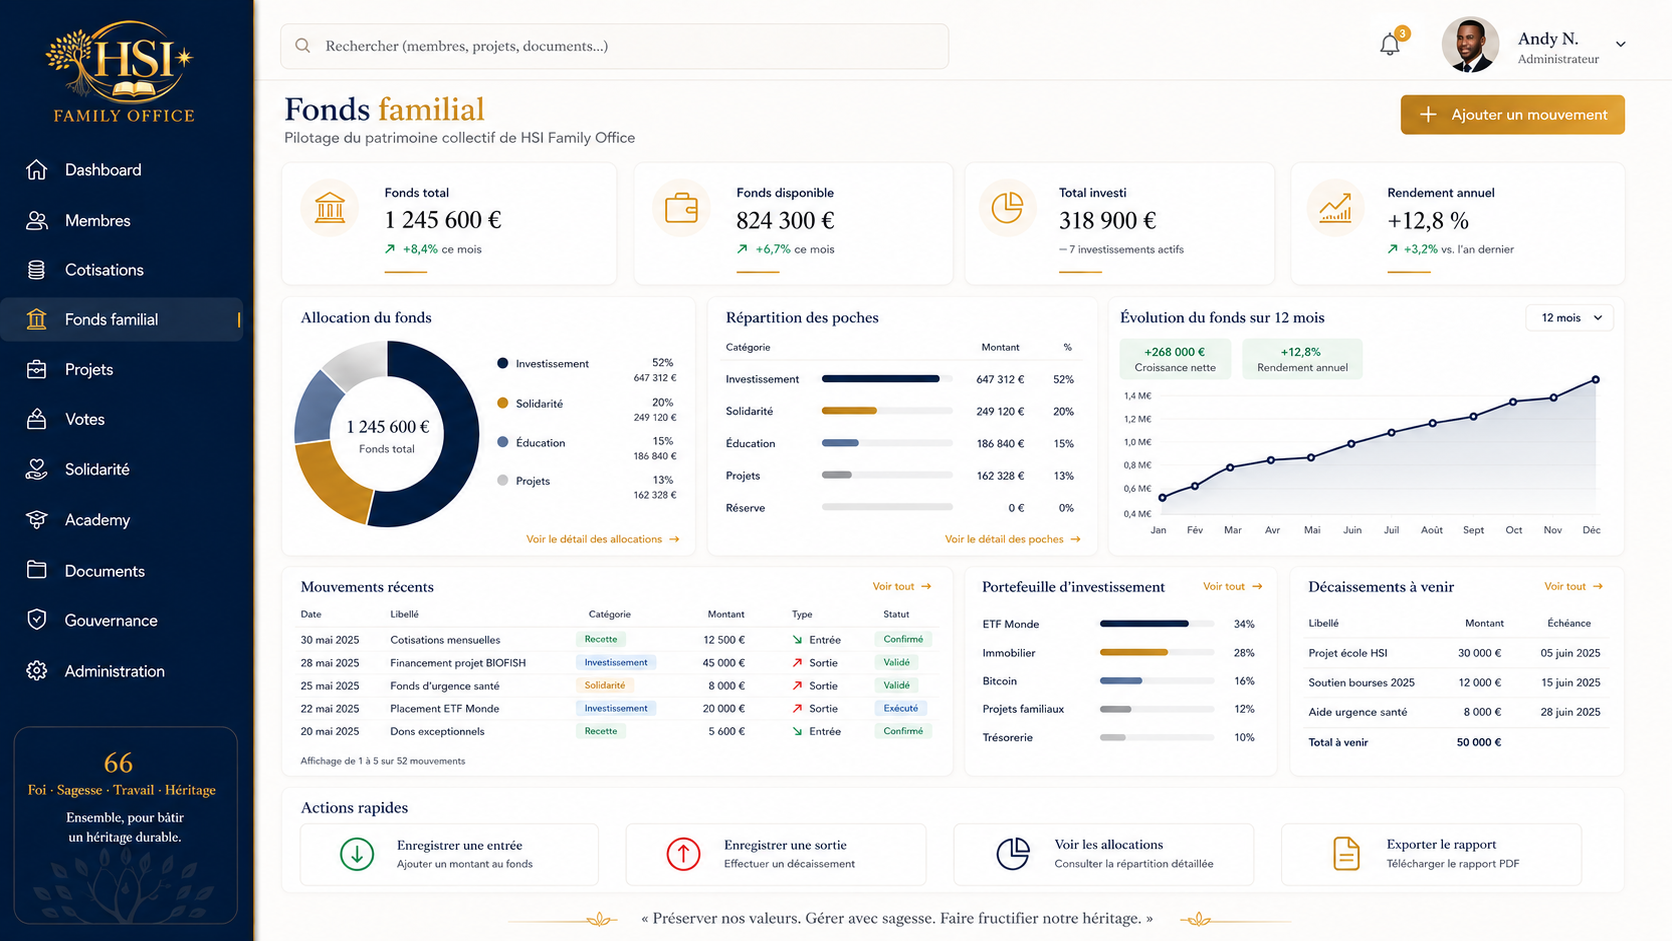 HSI
FAMILY OFFICE
Dashboard
Membres
Cotisations
Fonds familial
Projets
Votes
Solidarité
Academy
Documents
Gouvernance
Administration
66
Foi · Sagesse · Travail · Héritage
Ensemble, pour bâtir
un héritage durable.
Rechercher (membres, projets, documents...)
3
Andy N.
Administrateur
Fonds familial
Pilotage du patrimoine collectif de HSI Family Office
+ Ajouter un mouvement
Fonds total
1 245 600 €
+8,4% ce mois
Fonds disponible
824 300 €
+6,7% ce mois
Total investi
318 900 €
– 7 investissements actifs
Rendement annuel
+12,8 %
+3,2% vs. l'an dernier
Allocation du fonds
1 245 600 €
Fonds total
Investissement 52%
647 312 €
Solidarité 20%
249 120 €
Éducation 15%
186 840 €
Projets 13%
162 328 €
Voir le détail des allocations →
Répartition des poches
Catégorie Montant %
Investissement 647 312 € 52%
Solidarité 249 120 € 20%
Éducation 186 840 € 15%
Projets 162 328 € 13%
Réserve 0 € 0%
Voir le détail des poches →
Évolution du fonds sur 12 mois
12 mois
+268 000 €
Croissance nette
+12,8%
Rendement annuel
1,4 M€
1,2 M€
1,0 M€
0,8 M€
0,6 M€
0,4 M€
Jan Fév Mar Avr Mai Juin Juil Août Sept Oct Nov Déc
Mouvements récents
Voir tout →
Date Libellé Catégorie Montant Type Statut
30 mai 2025 Cotisations mensuelles Recette 12 500 € Entrée Confirmé
28 mai 2025 Financement projet BIOFISH Investissement 45 000 € Sortie Validé
25 mai 2025 Fonds d'urgence santé Solidarité 8 000 € Sortie Validé
22 mai 2025 Placement ETF Monde Investissement 20 000 € Sortie Exécuté
20 mai 2025 Dons exceptionnels Recette 5 600 € Entrée Confirmé
Affichage de 1 à 5 sur 52 mouvements
Portefeuille d'investissement
Voir tout →
ETF Monde 34%
Immobilier 28%
Bitcoin 16%
Projets familiaux 12%
Trésorerie 10%
Décaissements à venir
Voir tout →
Libellé Montant Échéance
Projet école HSI 30 000 € 05 juin 2025
Soutien bourses 2025 12 000 € 15 juin 2025
Aide urgence santé 8 000 € 28 juin 2025
Total à venir 50 000 €
Actions rapides
Enregistrer une entrée
Ajouter un montant au fonds
Enregistrer une sortie
Effectuer un décaissement
Voir les allocations
Consulter la répartition détaillée
Exporter le rapport
Télécharger le rapport PDF
« Préserver nos valeurs. Gérer avec sagesse. Faire fructifier notre héritage. »